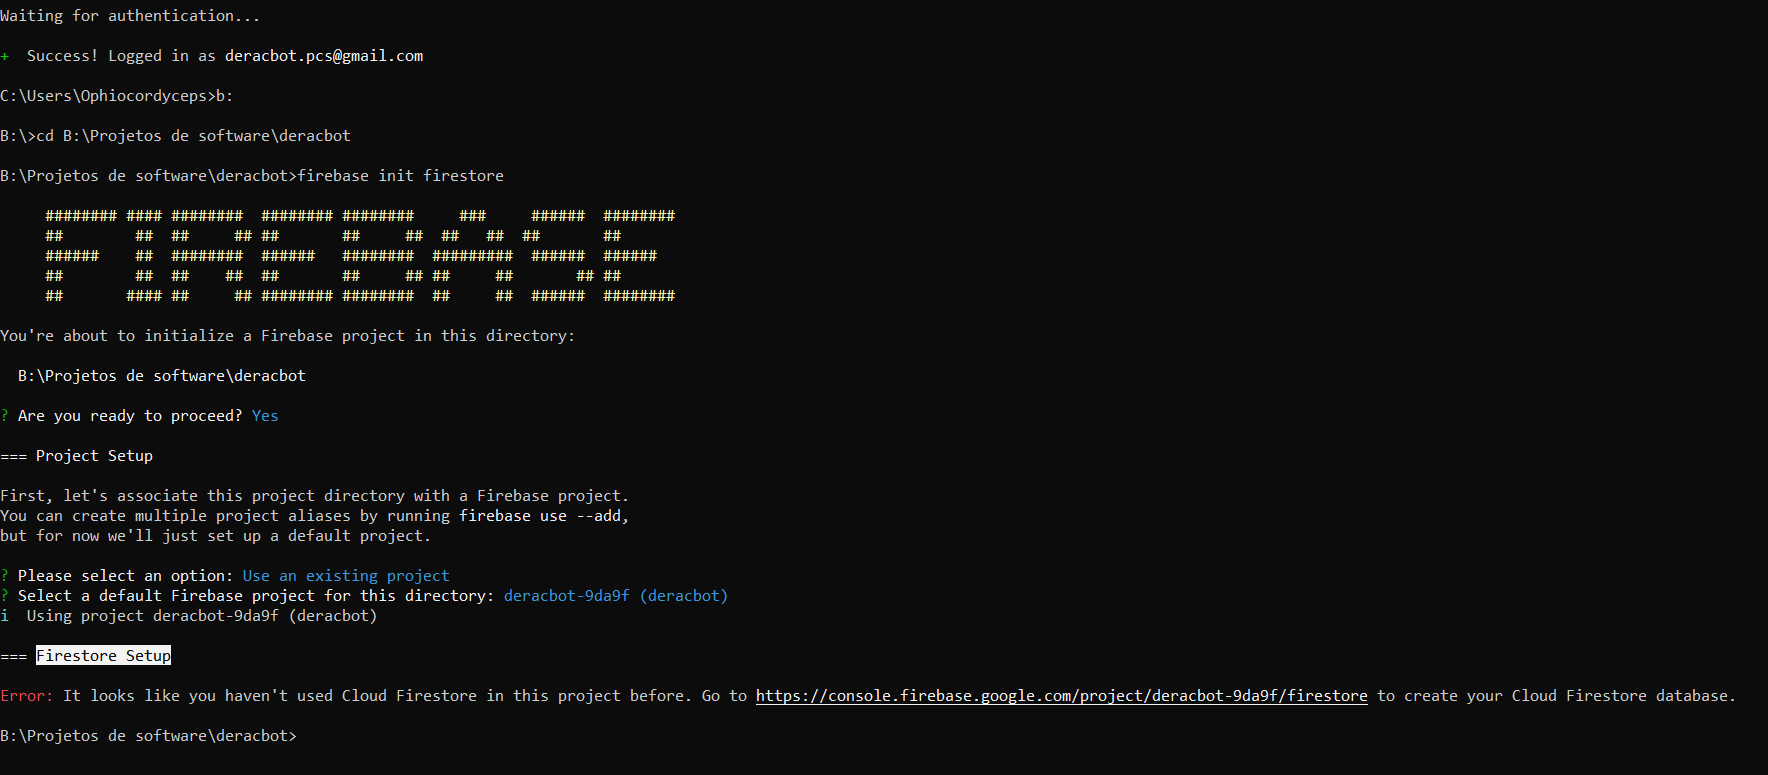 Waiting for authentication...
+  Success! Logged in as deracbot.pcs@gmail.com
C:\Users\Ophiocordyceps>b:
B:\>cd B:\Projetos de software\deracbot
B:\Projetos de software\deracbot>firebase init firestore
     ######## #### ########  ######## ########     ###     ######  ########
     ##        ##  ##     ## ##       ##     ##  ##   ##  ##       ##
     ######    ##  ########  ######   ########  #########  ######  ######
     ##        ##  ##    ##  ##       ##     ## ##     ##       ## ##
     ##       #### ##     ## ######## ########  ##     ##  ######  ########
You're about to initialize a Firebase project in this directory:
  B:\Projetos de software\deracbot
? Are you ready to proceed? Yes
=== Project Setup
First, let's associate this project directory with a Firebase project.
You can create multiple project aliases by running firebase use --add,
but for now we'll just set up a default project.
? Please select an option: Use an existing project
? Select a default Firebase project for this directory: deracbot-9da9f (deracbot)
i  Using project deracbot-9da9f (deracbot)
=== Firestore Setup
Error: It looks like you haven't used Cloud Firestore in this project before. Go to https://console.firebase.google.com/project/deracbot-9da9f/firestore to create your Cloud Firestore database.
B:\Projetos de software\deracbot>